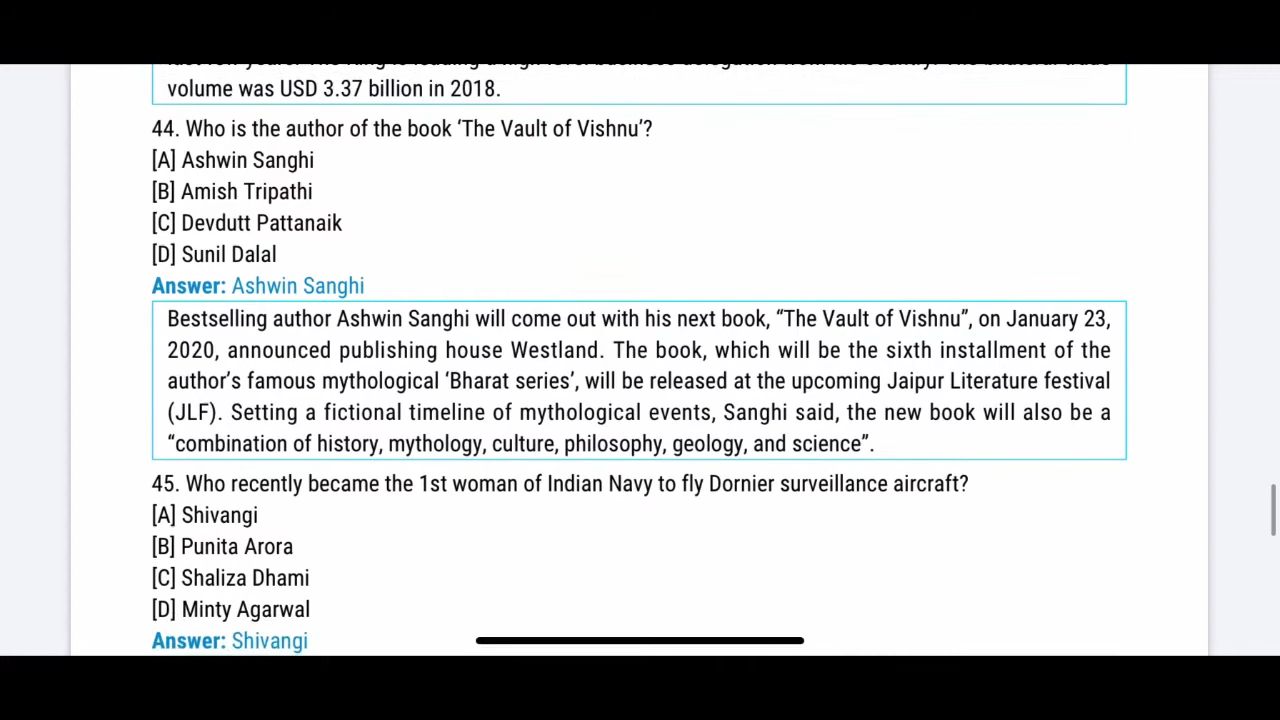 volume was USD 3.37 billion in 2018.
44. Who is the author of the book ‘The Vault of Vishnu’?
[A] Ashwin Sanghi
[B] Amish Tripathi
[C] Devdutt Pattanaik
[D] Sunil Dalal
Answer: Ashwin Sanghi
Bestselling author Ashwin Sanghi will come out with his next book, “The Vault of Vishnu”, on January 23,
2020, announced publishing house Westland. The book, which will be the sixth installment of the
author’s famous mythological ‘Bharat series’, will be released at the upcoming Jaipur Literature festival
(JLF). Setting a fictional timeline of mythological events, Sanghi said, the new book will also be a
“combination of history, mythology, culture, philosophy, geology, and science”.
45. Who recently became the 1st woman of Indian Navy to fly Dornier surveillance aircraft?
[A] Shivangi
[B] Punita Arora
[C] Shaliza Dhami
[D] Minty Agarwal
Answer: Shivangi